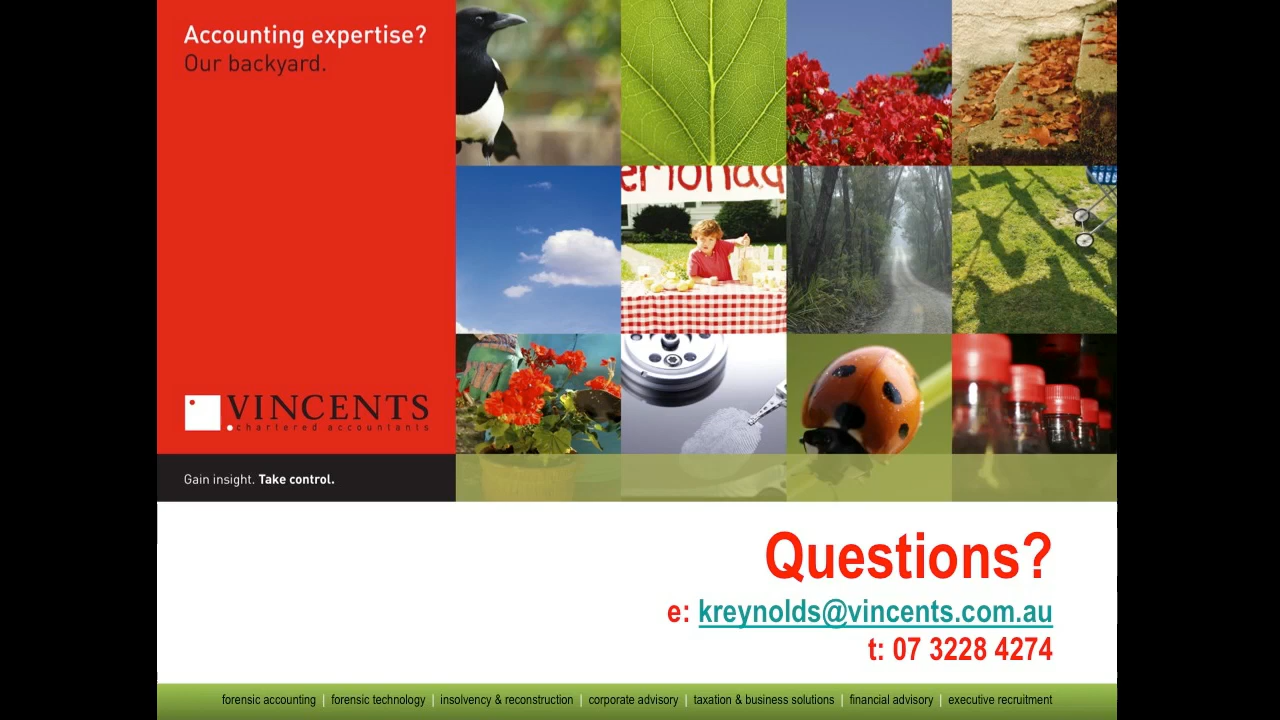 Accounting expertise?
Our backyard.
VINCENTS
chartered accountants
Gain insight. Take control.
Questions?
e: kreynolds@vincents.com.au
t: 07 3228 4274
forensic accounting | forensic technology | insolvency & reconstruction | corporate advisory | taxation & business solutions | financial advisory | executive recruitment